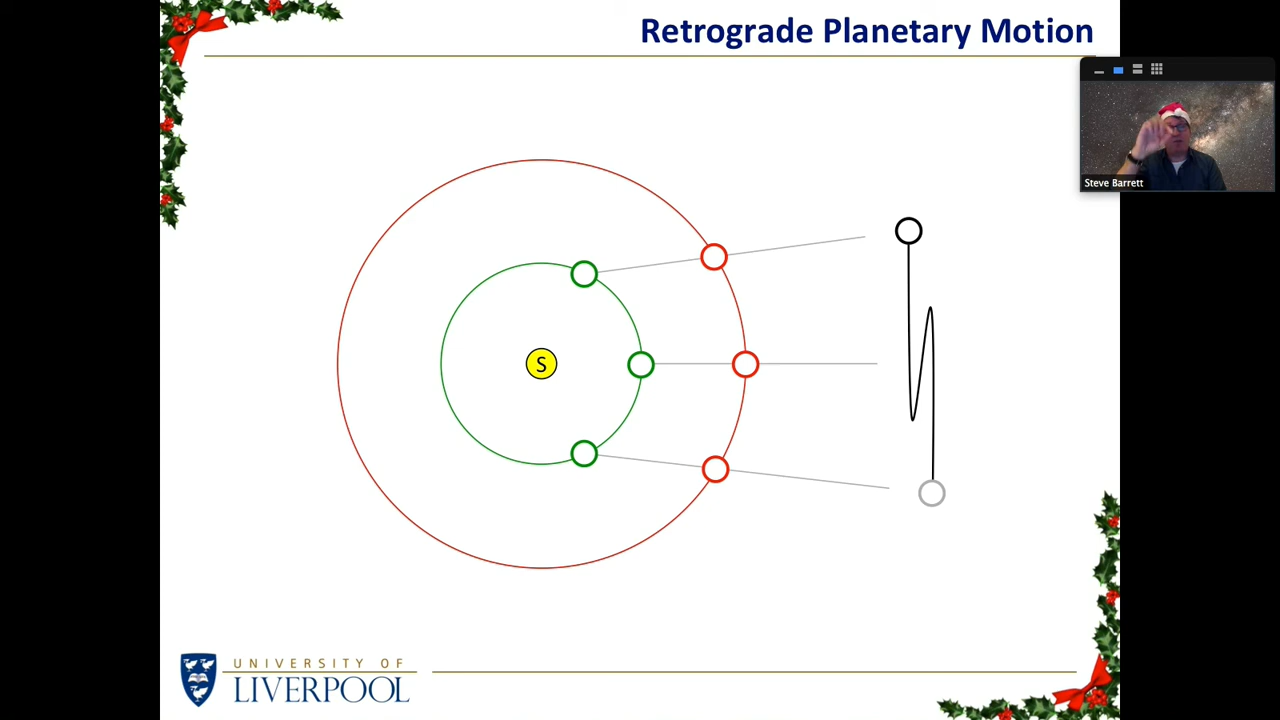 Retrograde Planetary Motion
Steve Barrett
S
UNIVERSITY OF
LIVERPOOL